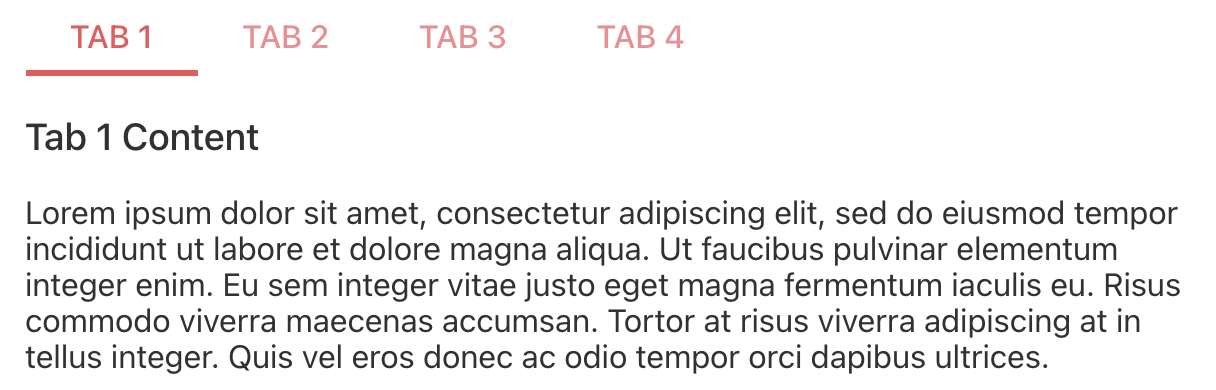 TAB 1 TAB 2 TAB 3 TAB 4
Tab 1 Content
Lorem ipsum dolor sit amet, consectetur adipiscing elit, sed do eiusmod tempor
incididunt ut labore et dolore magna aliqua. Ut faucibus pulvinar elementum
integer enim. Eu sem integer vitae justo eget magna fermentum iaculis eu. Risus
commodo viverra maecenas accumsan. Tortor at risus viverra adipiscing at in
tellus integer. Quis vel eros donec ac odio tempor orci dapibus ultrices.